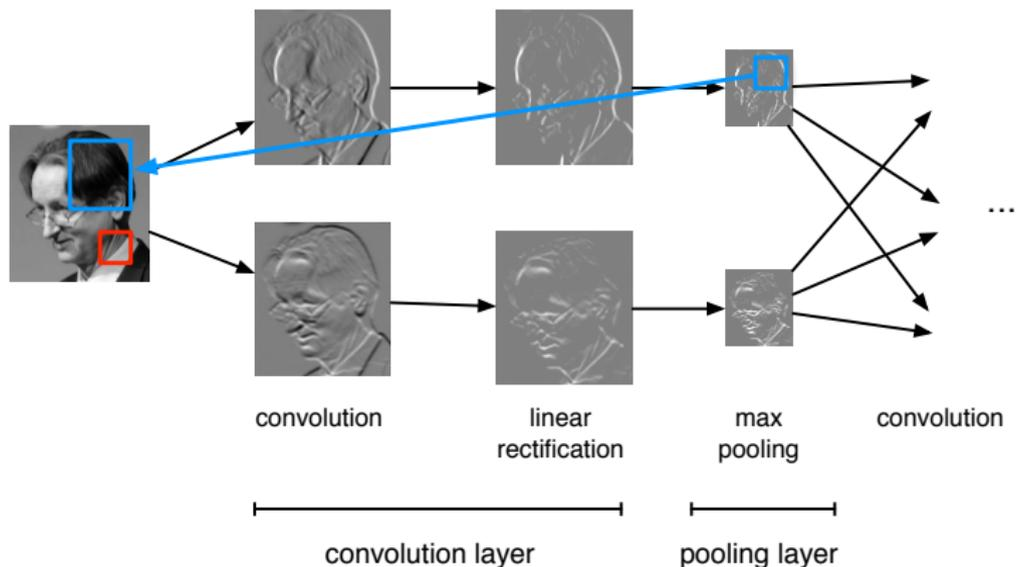 ...
convolution
linear
rectification
max
pooling
convolution
convolution layer
pooling layer